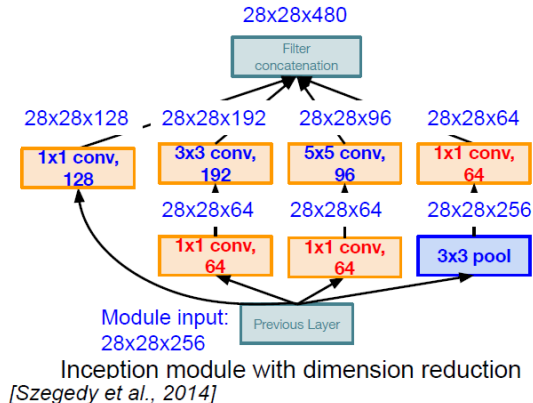 28x28x480
Filter
concatenation
28x28x128 28x28x192 28x28x96 28x28x64
1x1 conv, 3x3 conv, 5x5 conv, 1x1 conv,
128 192 96 64
28x28x64 28x28x64 28x28x256
1x1 conv, 1x1 conv, 3x3 pool
64 64
Module input: Previous Layer
28x28x256
Inception module with dimension reduction
[Szegedy et al., 2014]